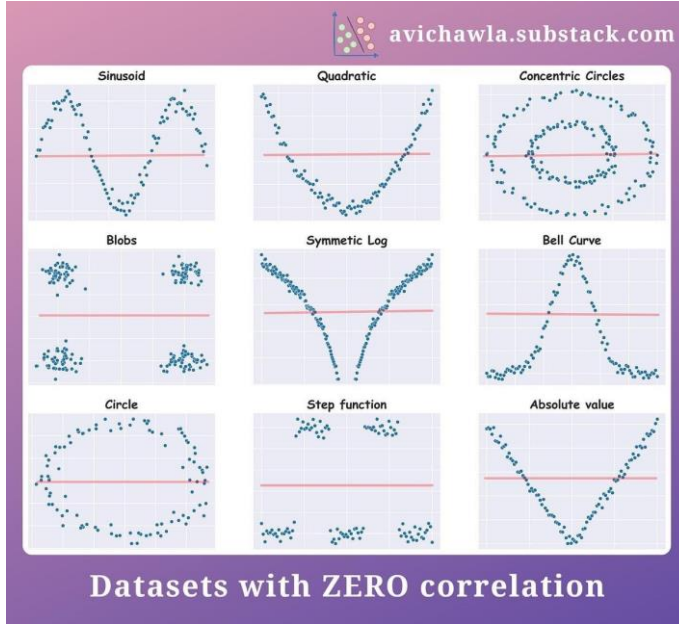 avichawla.substack.com
Sinusoid
Quadratic
Concentric Circles
Blobs
Symmetic Log
Bell Curve
Circle
Step function
Absolute value
Datasets with ZERO correlation